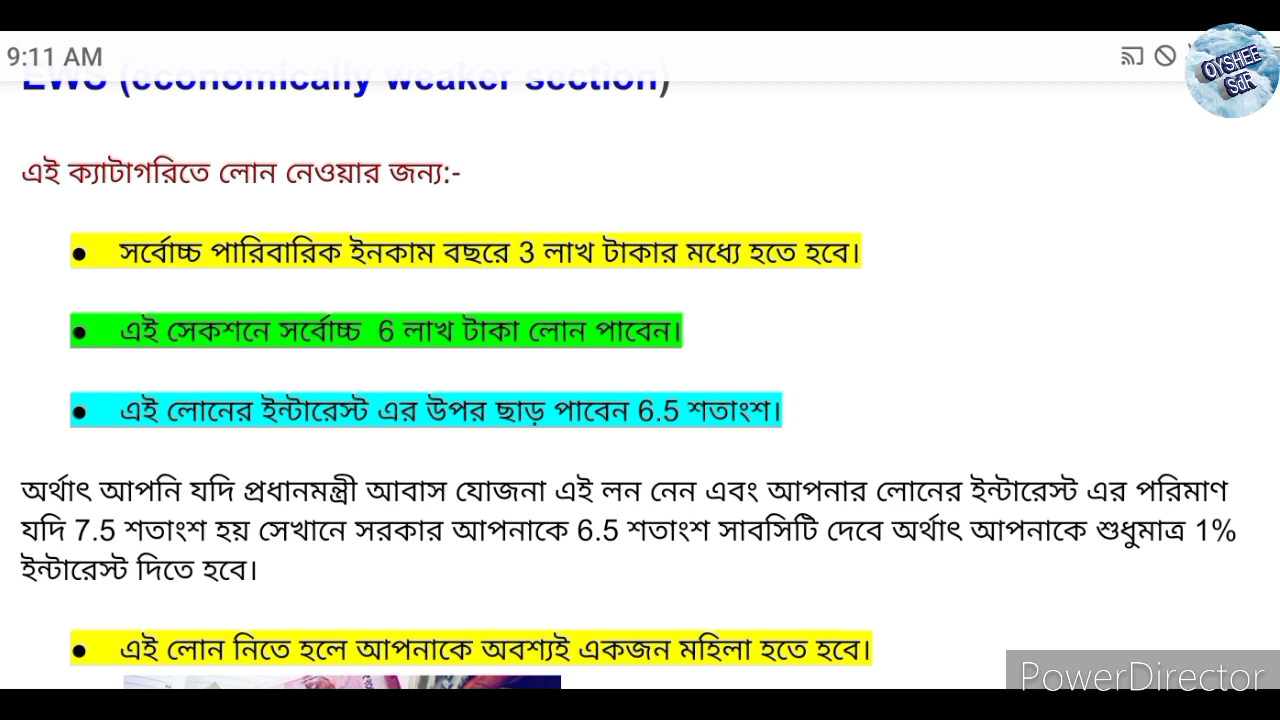 9:11 AM
OYSHEE
SdR
EWS (economically weaker section)
এই ক্যাটাগরিতে লোন নেওয়ার জন্য:-
● সর্বোচ্চ পারিবারিক ইনকাম বছরে 3 লাখ টাকার মধ্যে হতে হবে।
● এই সেকশনে সর্বোচ্চ 6 লাখ টাকা লোন পাবেন।
● এই লোনের ইন্টারেস্ট এর উপর ছাড় পাবেন 6.5 শতাংশ।
অর্থাৎ আপনি যদি প্রধানমন্ত্রী আবাস যোজনা এই লন নেন এবং আপনার লোনের ইন্টারেস্ট এর পরিমাণ
যদি 7.5 শতাংশ হয় সেখানে সরকার আপনাকে 6.5 শতাংশ সাবসিটি দেবে অর্থাৎ আপনাকে শুধুমাত্র 1%
ইন্টারেস্ট দিতে হবে।
● এই লোন নিতে হলে আপনাকে অবশ্যই একজন মহিলা হতে হবে।
PowerDirector